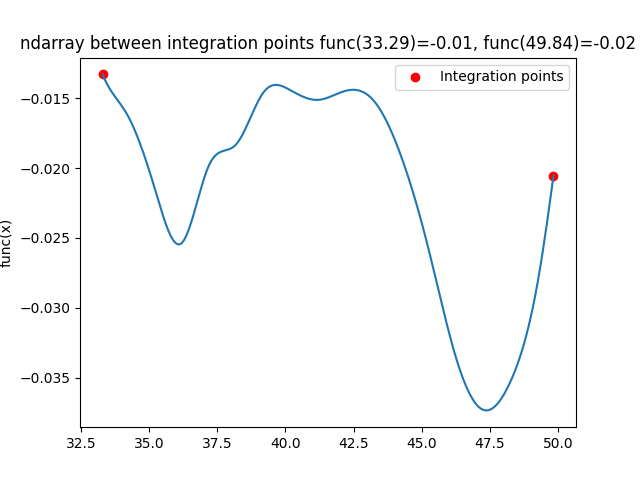 ndarray between integration points func(33.29)=-0.01, func(49.84)=-0.02
Integration points
func(x)
−0.015
−0.020
−0.025
−0.030
−0.035
32.5 35.0 37.5 40.0 42.5 45.0 47.5 50.0